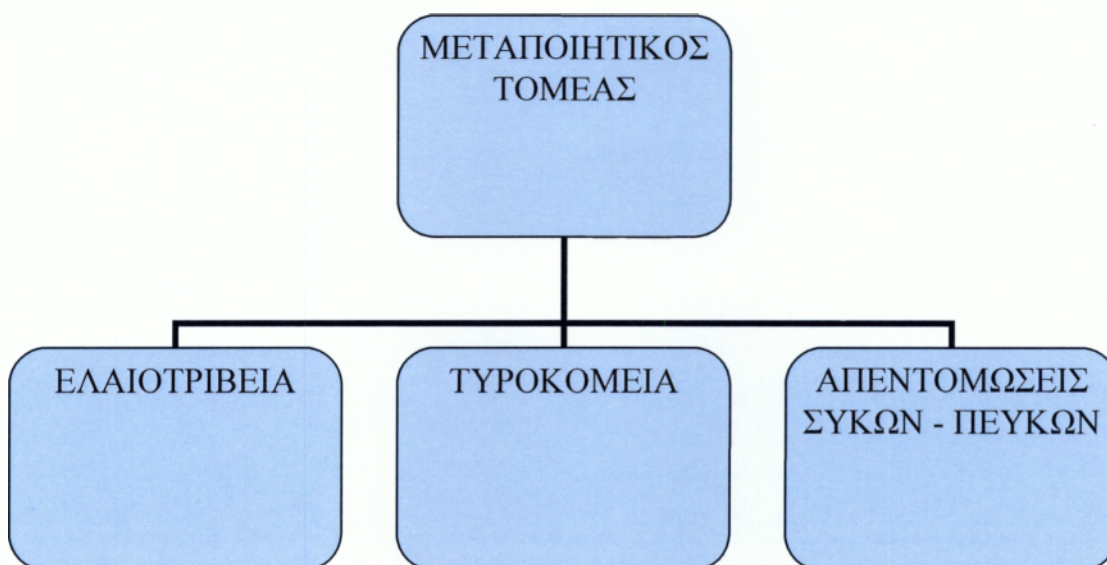 ΜΕΤΑΠΟΙΗΤΙΚΟΣ
ΤΟΜΕΑΣ
ΕΛΑΙΟΤΡΙΒΕΙΑ
ΤΥΡΟΚΟΜΕΙΑ
ΑΠΕΝΤΟΜΩΣΕΙΣ
ΣΥΚΩΝ - ΠΕΥΚΩΝ